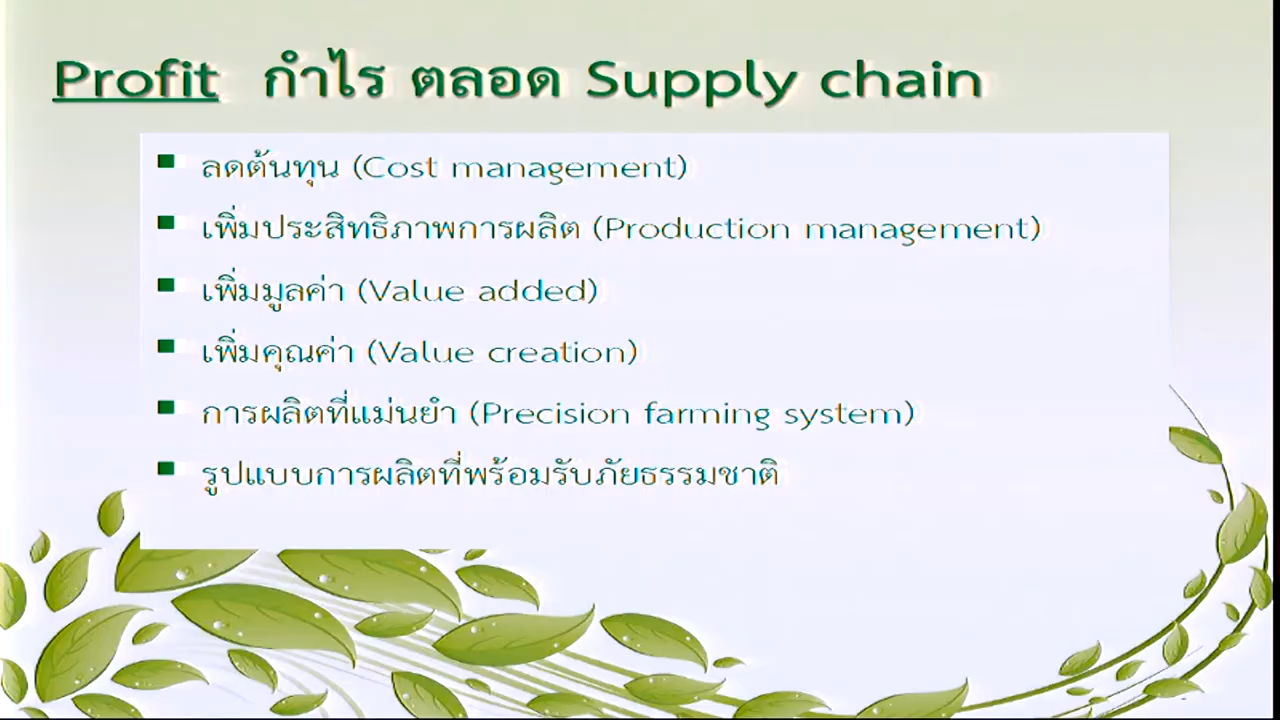 Profit กำไร ตลอด Supply chain
ลดต้นทุน (Cost management)
เพิ่มประสิทธิภาพการผลิต (Production management)
เพิ่มมูลค่า (Value added)
เพิ่มคุณค่า (Value creation)
การผลิตที่แม่นยำ (Precision farming system)
รูปแบบการผลิตที่พร้อมรับภัยธรรมชาติ